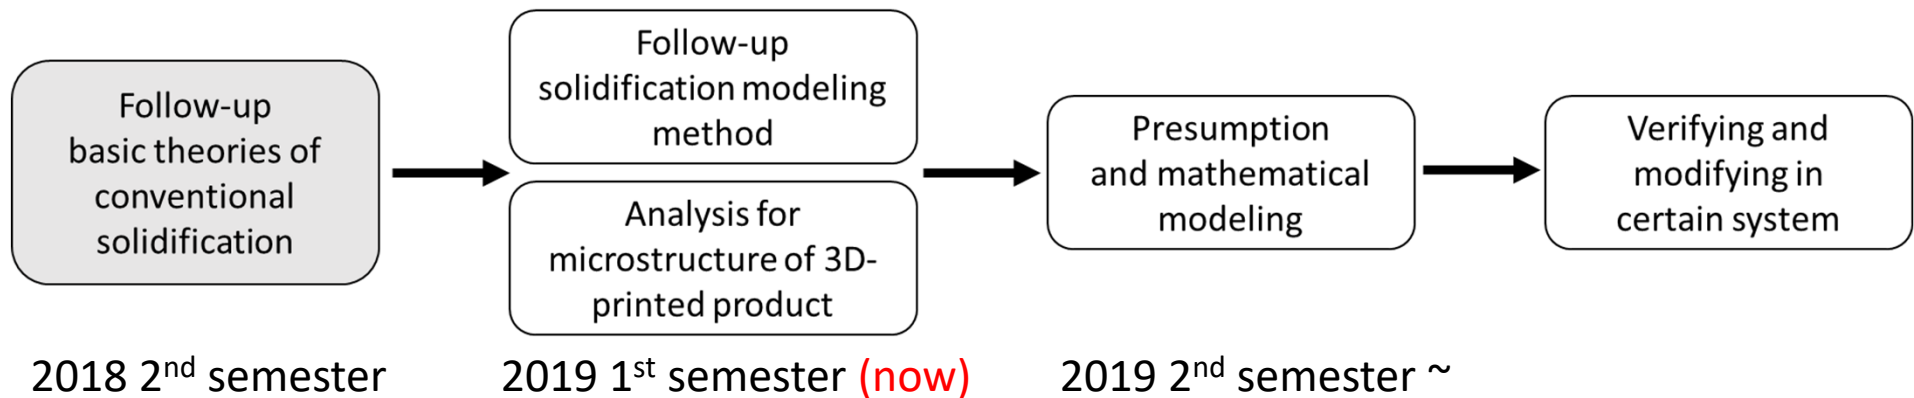 Follow-up
basic theories of
conventional
solidification
Follow-up
solidification modeling
method
Analysis for
microstructure of 3D-
printed product
Presumption
and mathematical
modeling
Verifying and
modifying in
certain system
2018 2nd semester
2019 1st semester (now)
2019 2nd semester ~